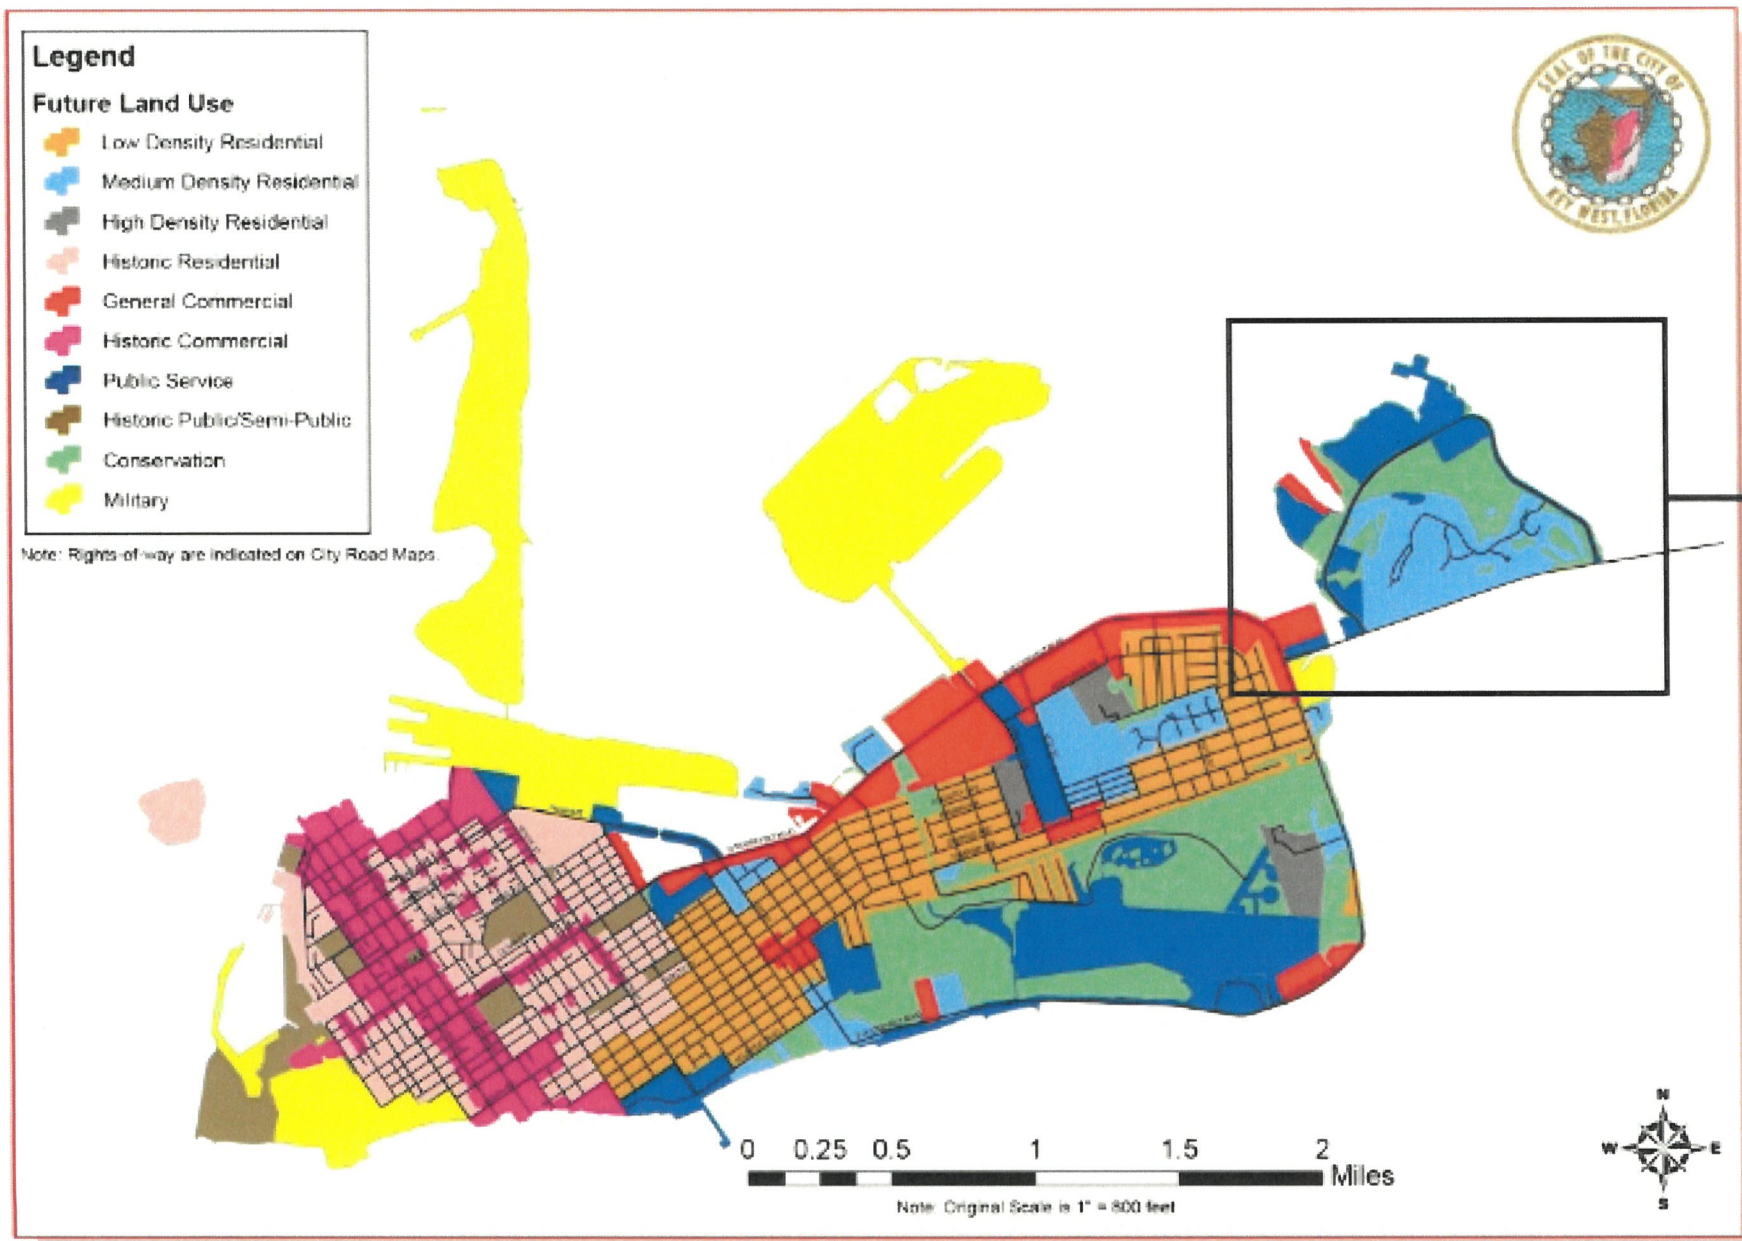 Legend
Future Land Use
Low Density Residential
Medium Density Residential
High Density Residential
Historic Residential
General Commercial
Historic Commercial
Public Service
Historic Public/Semi-Public
Conservation
Military
Note: Rights-of-way are indicated on City Road Maps.
SEAL OF THE CITY OF
KEY WEST, FLORIDA
N
W E
S
0 0.25 0.5 1 1.5 2
Miles
Note: Original Scale is 1" = 800 feet